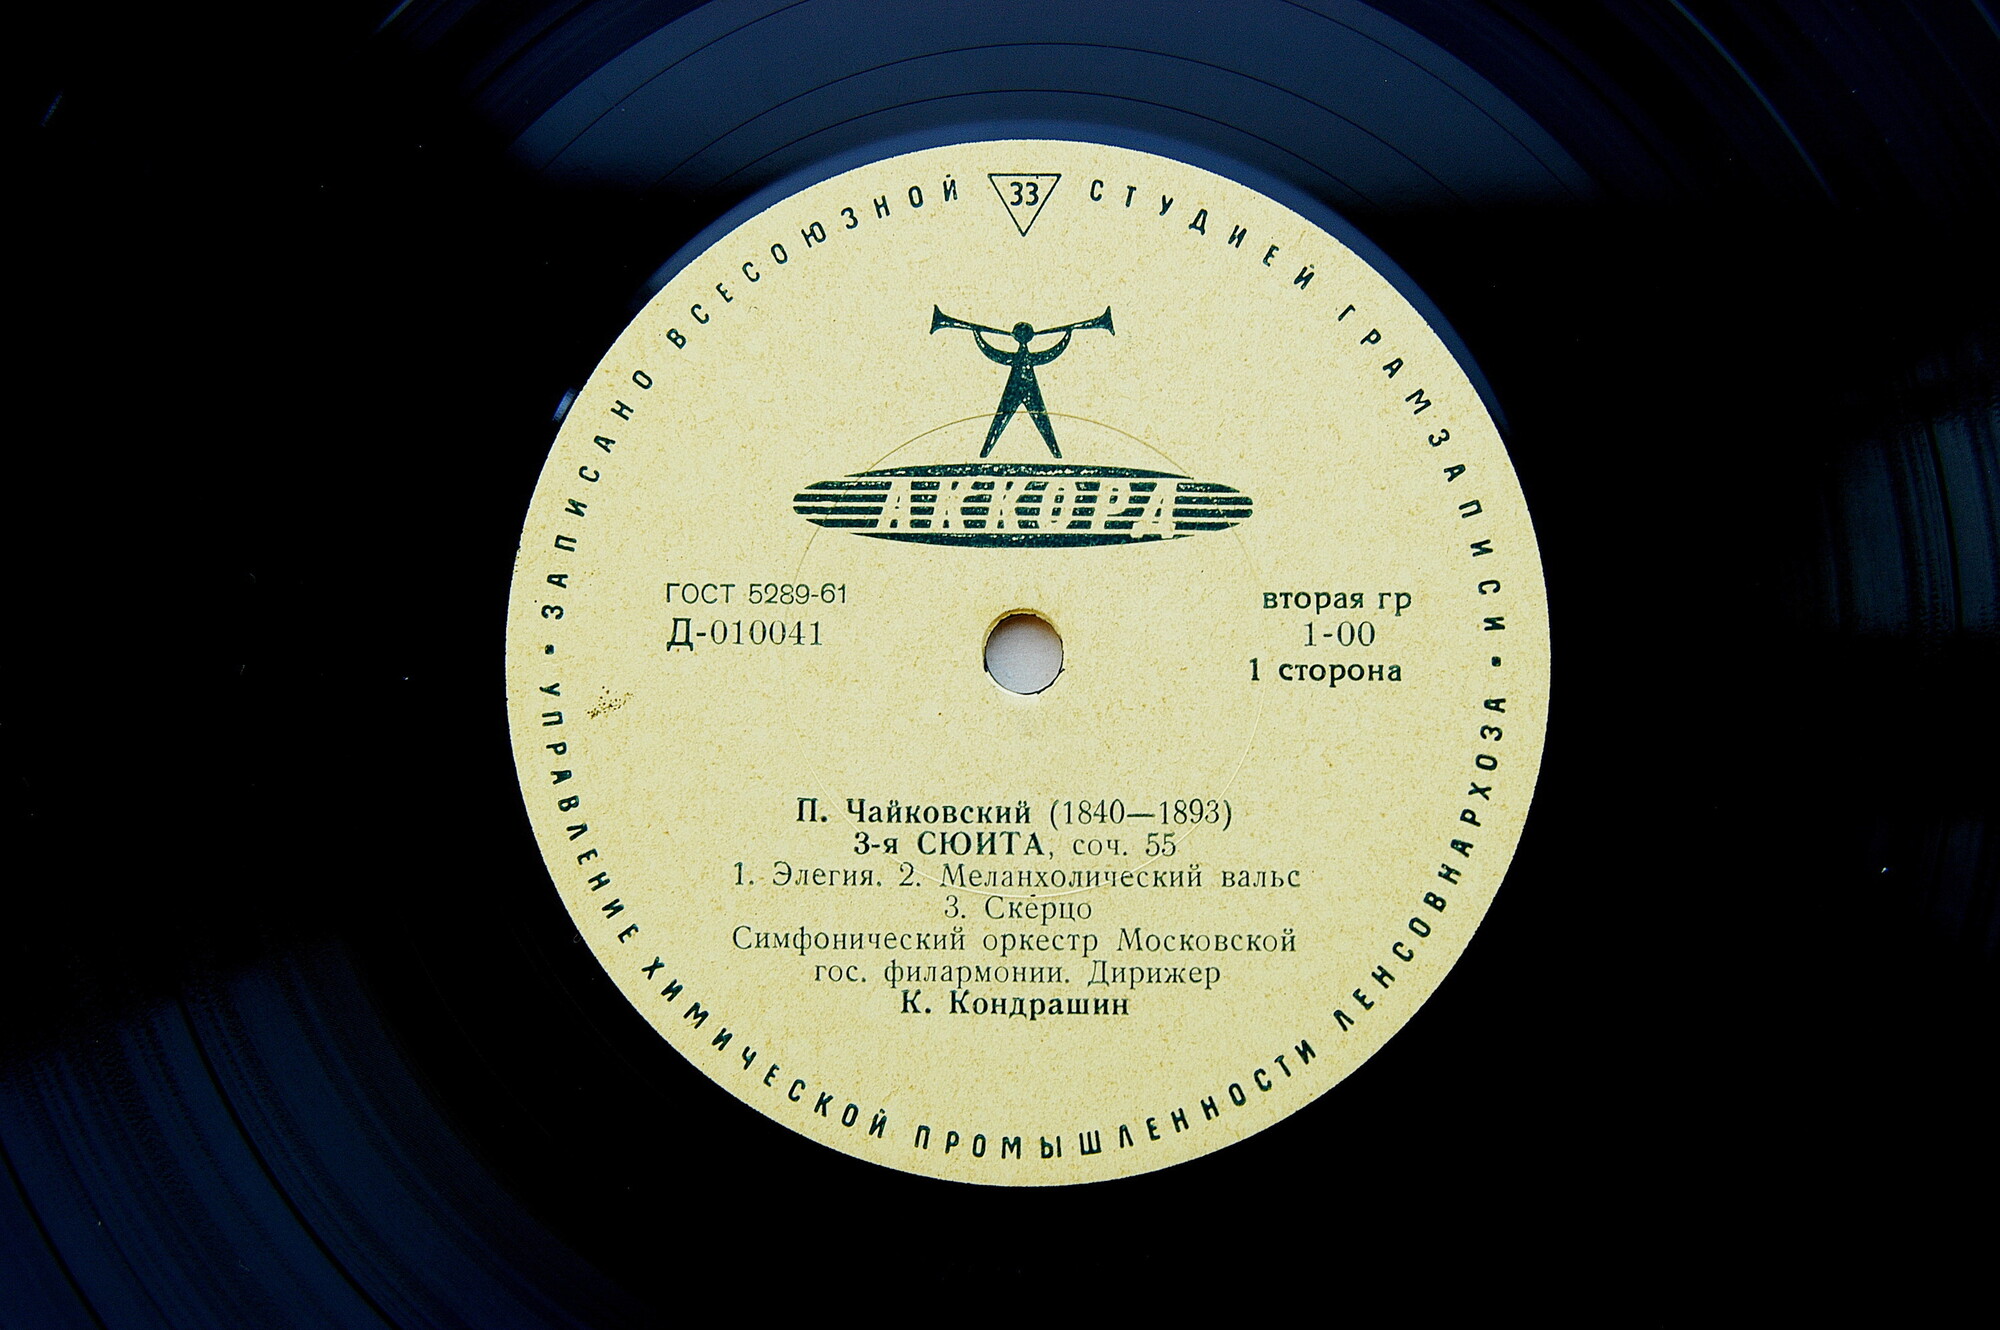 ЗАПИСАНО ВСЕСОЮЗНОЙ 33 СТУДИЕЙ ГРАМЗАПИСИ
АККОРД
ГОСТ 5289-61
Д-010041
вторая гр
1-00
1 сторона
П. Чайковский (1840—1893)
3-я СЮИТА, соч. 55
1. Элегия. 2. Меланхолический вальс
3. Скерцо
Симфонический оркестр Московской
гос. филармонии. Дирижер
К. Кондрашин
УПРАВЛЕНИЕ ХИМИЧЕСКОЙ ПРОМЫШЛЕННОСТИ ЛЕНСОВНАРХОЗА